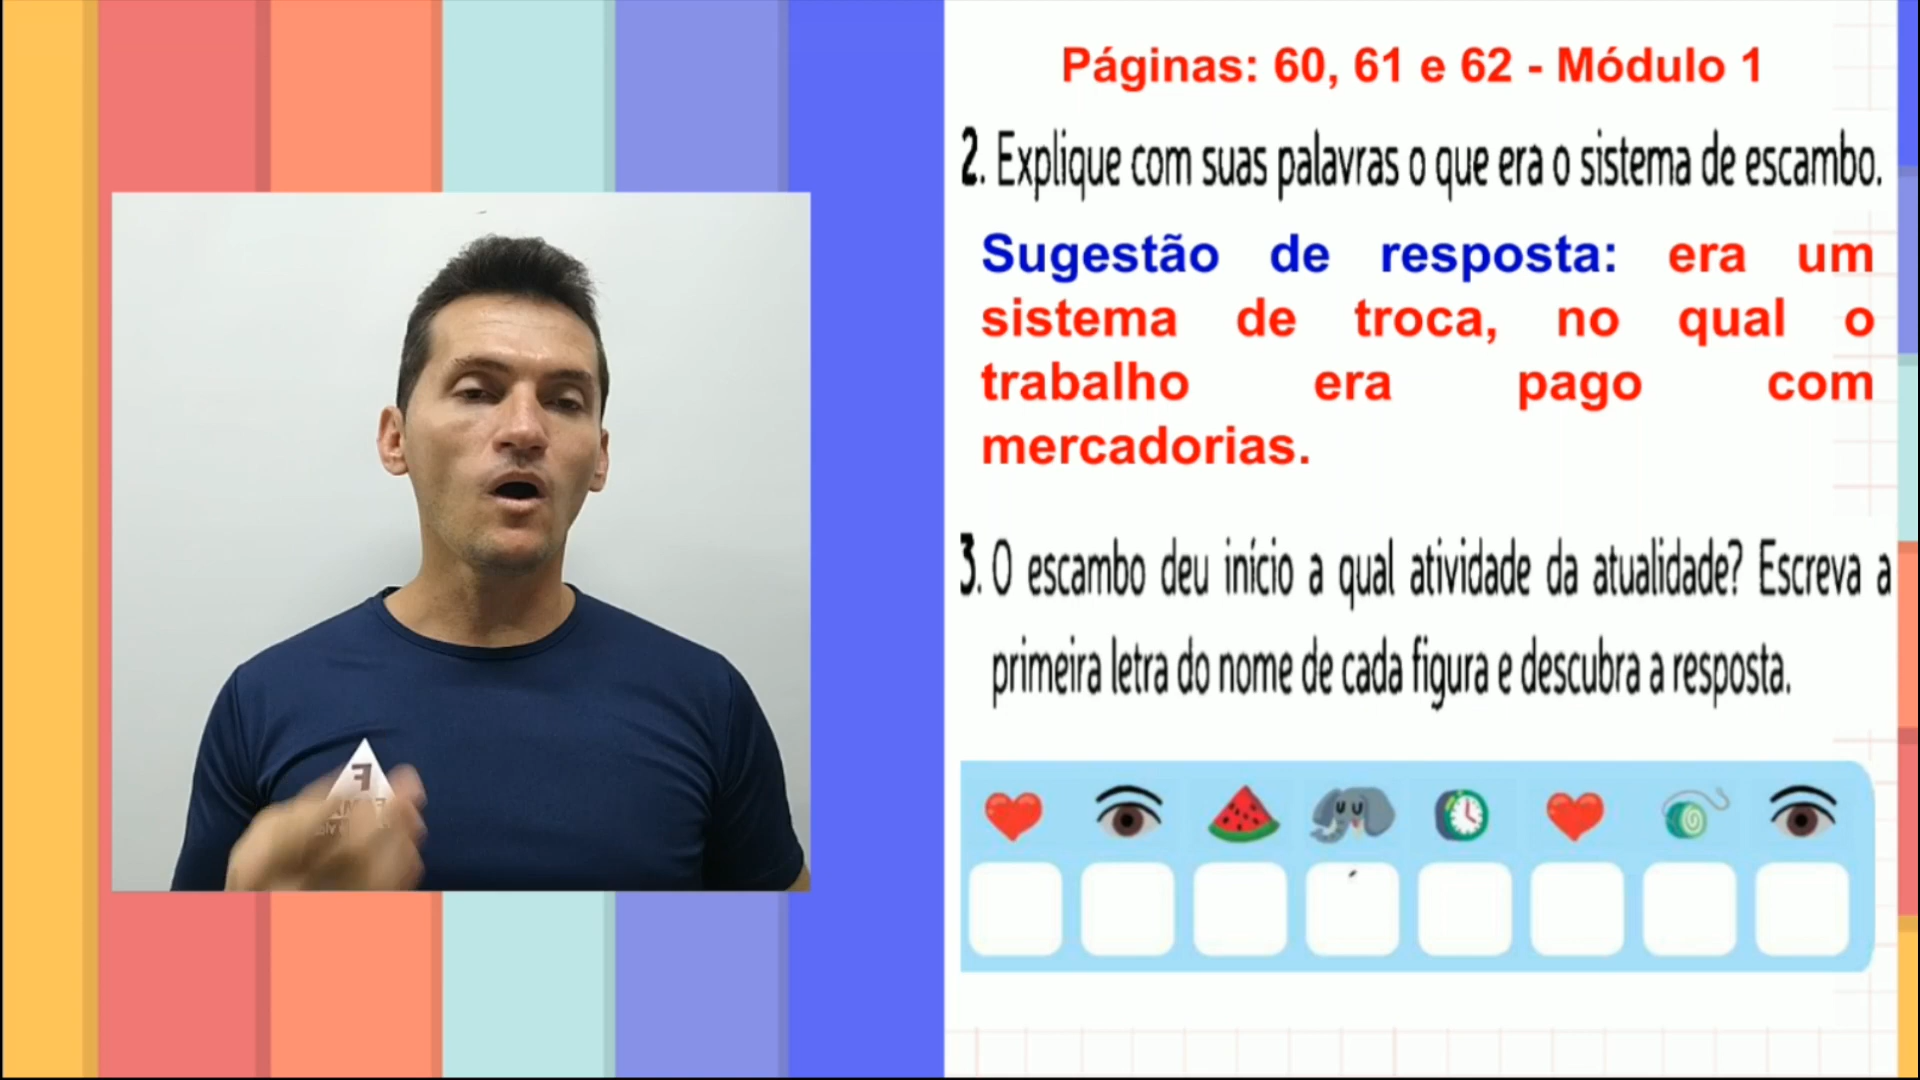 Páginas: 60, 61 e 62 - Módulo 1
2. Explique com suas palavras o que era o sistema de escambo.
Sugestão de resposta: era um
sistema de troca, no qual o
trabalho era pago com
mercadorias.
3. O escambo deu início a qual atividade da atualidade? Escreva a
primeira letra do nome de cada figura e descubra a resposta.
F